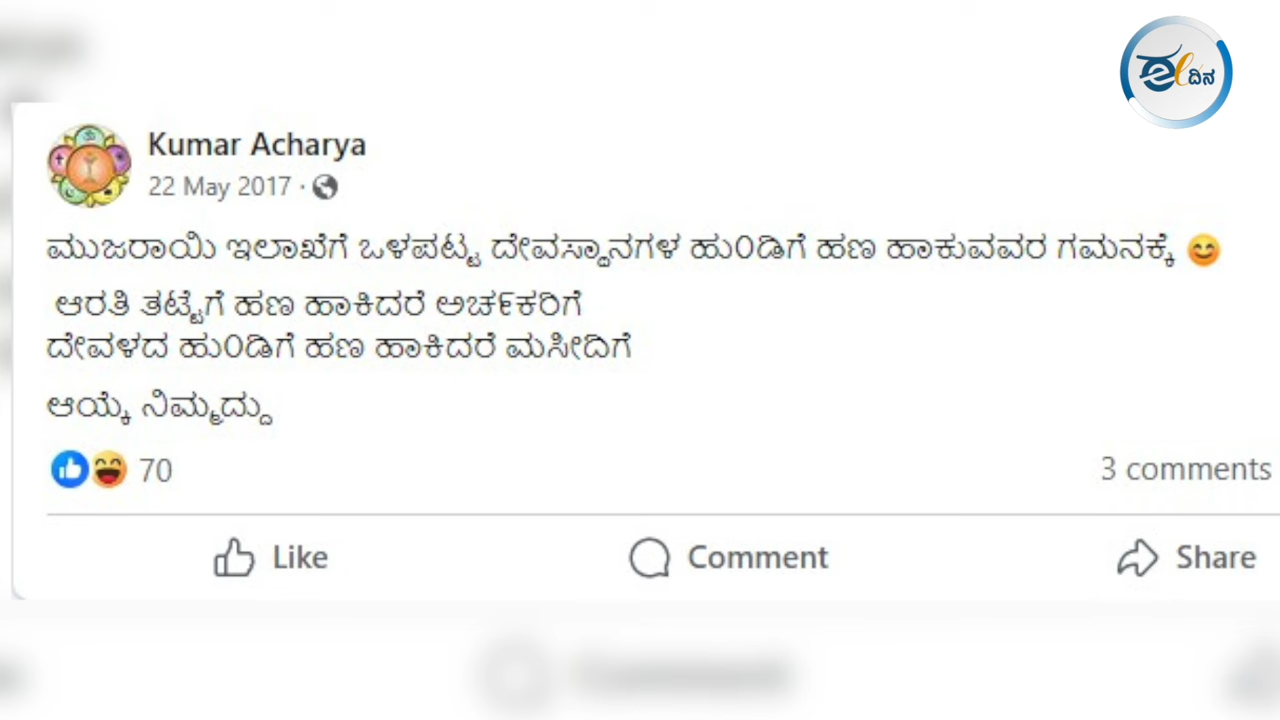 ಈ ದಿನ
Kumar Acharya
22 May 2017 ·
ಮುಜರಾಯಿ ಇಲಾಖೆಗೆ ಒಳಪಟ್ಟ ದೇವಸ್ಥಾನಗಳ ಹುಂಡಿಗೆ ಹಣ ಹಾಕುವವರ ಗಮನಕ್ಕೆ 😊
ಆರತಿ ತಟ್ಟೆಗೆ ಹಣ ಹಾಕಿದರೆ ಅರ್ಚಕರಿಗೆ
ದೇವಳದ ಹುಂಡಿಗೆ ಹಣ ಹಾಕಿದರೆ ಮಸೀದಿಗೆ
ಆಯ್ಕೆ ನಿಮ್ಮದ್ದು
70 3 comments
Like Comment Share